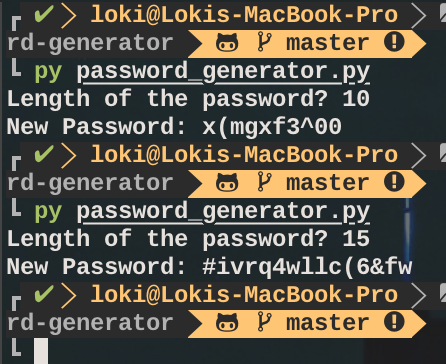 ✔ loki@Lokis-MacBook-Pro
rd-generator master
py password_generator.py
Length of the password? 10
New Password: x(mgxf3^00
✔ loki@Lokis-MacBook-Pro
rd-generator master
py password_generator.py
Length of the password? 15
New Password: #ivrq4wllc(6&fw
✔ loki@Lokis-MacBook-Pro
rd-generator master